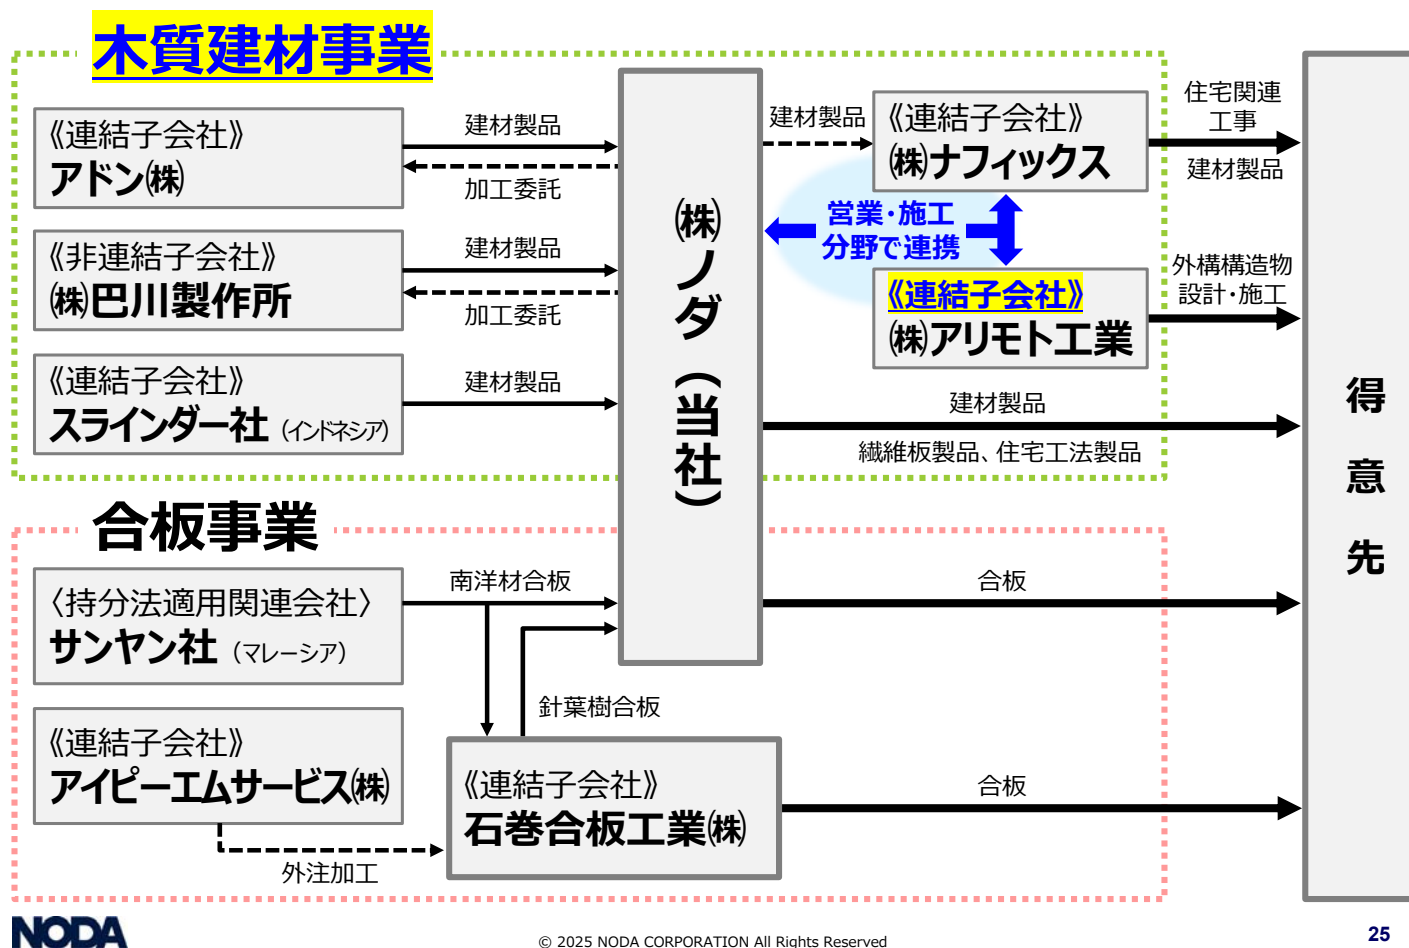 木質建材事業
《連結子会社》
アドン㈱
建材製品
加工委託
《非連結子会社》
㈱巴川製作所
建材製品
加工委託
《連結子会社》
スラインダー社（インドネシア）
建材製品
㈱ノダ（当社）
建材製品
《連結子会社》
㈱ナフィックス
住宅関連
工事
建材製品
営業・施工
分野で連携
《連結子会社》
㈱アリモト工業
外構構造物
設計・施工
建材製品
繊維板製品、住宅工法製品
得意先
合板事業
〈持分法適用関連会社〉
サンヤン社（マレーシア）
南洋材合板
合板
針葉樹合板
《連結子会社》
アイピーエムサービス㈱
外注加工
《連結子会社》
石巻合板工業㈱
合板
NODA
© 2025 NODA CORPORATION All Rights Reserved
25